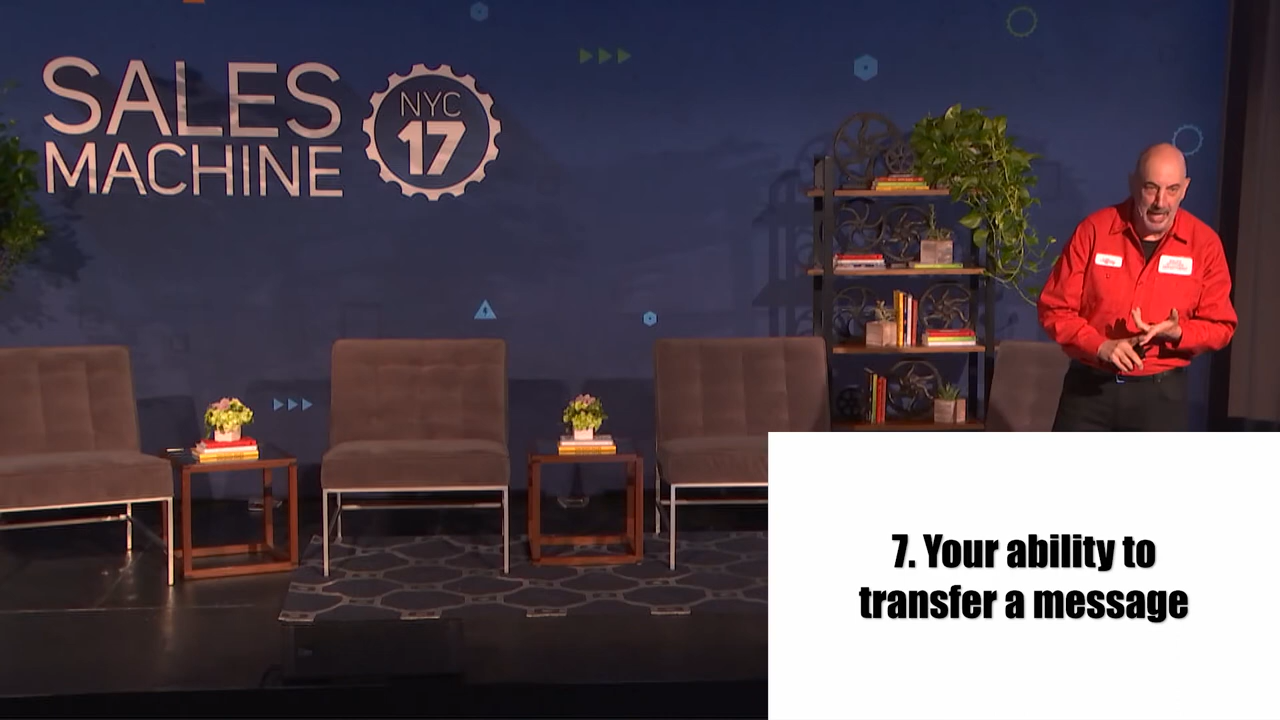 SALES
MACHINE
NYC
17
7. Your ability to
transfer a message